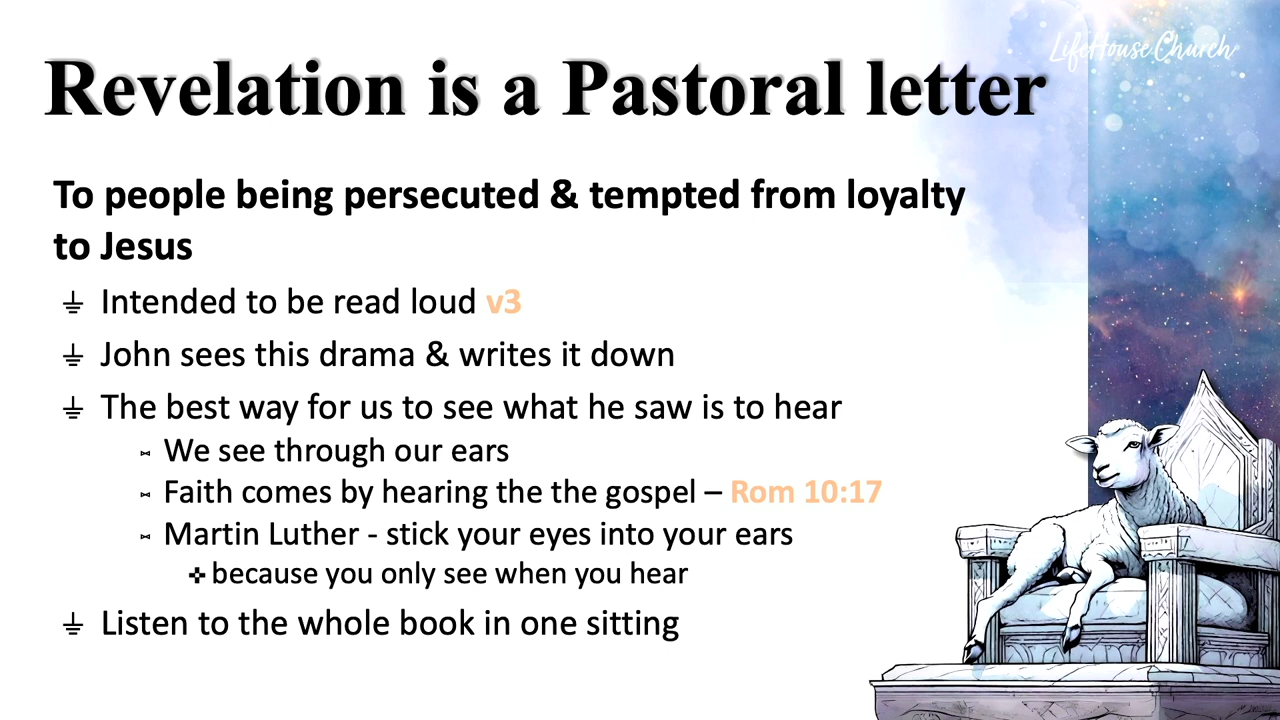 LifeHouse Church
Revelation is a Pastoral letter
To people being persecuted & tempted from loyalty
to Jesus
Intended to be read loud v3
John sees this drama & writes it down
The best way for us to see what he saw is to hear
We see through our ears
Faith comes by hearing the the gospel – Rom 10:17
Martin Luther - stick your eyes into your ears
because you only see when you hear
Listen to the whole book in one sitting